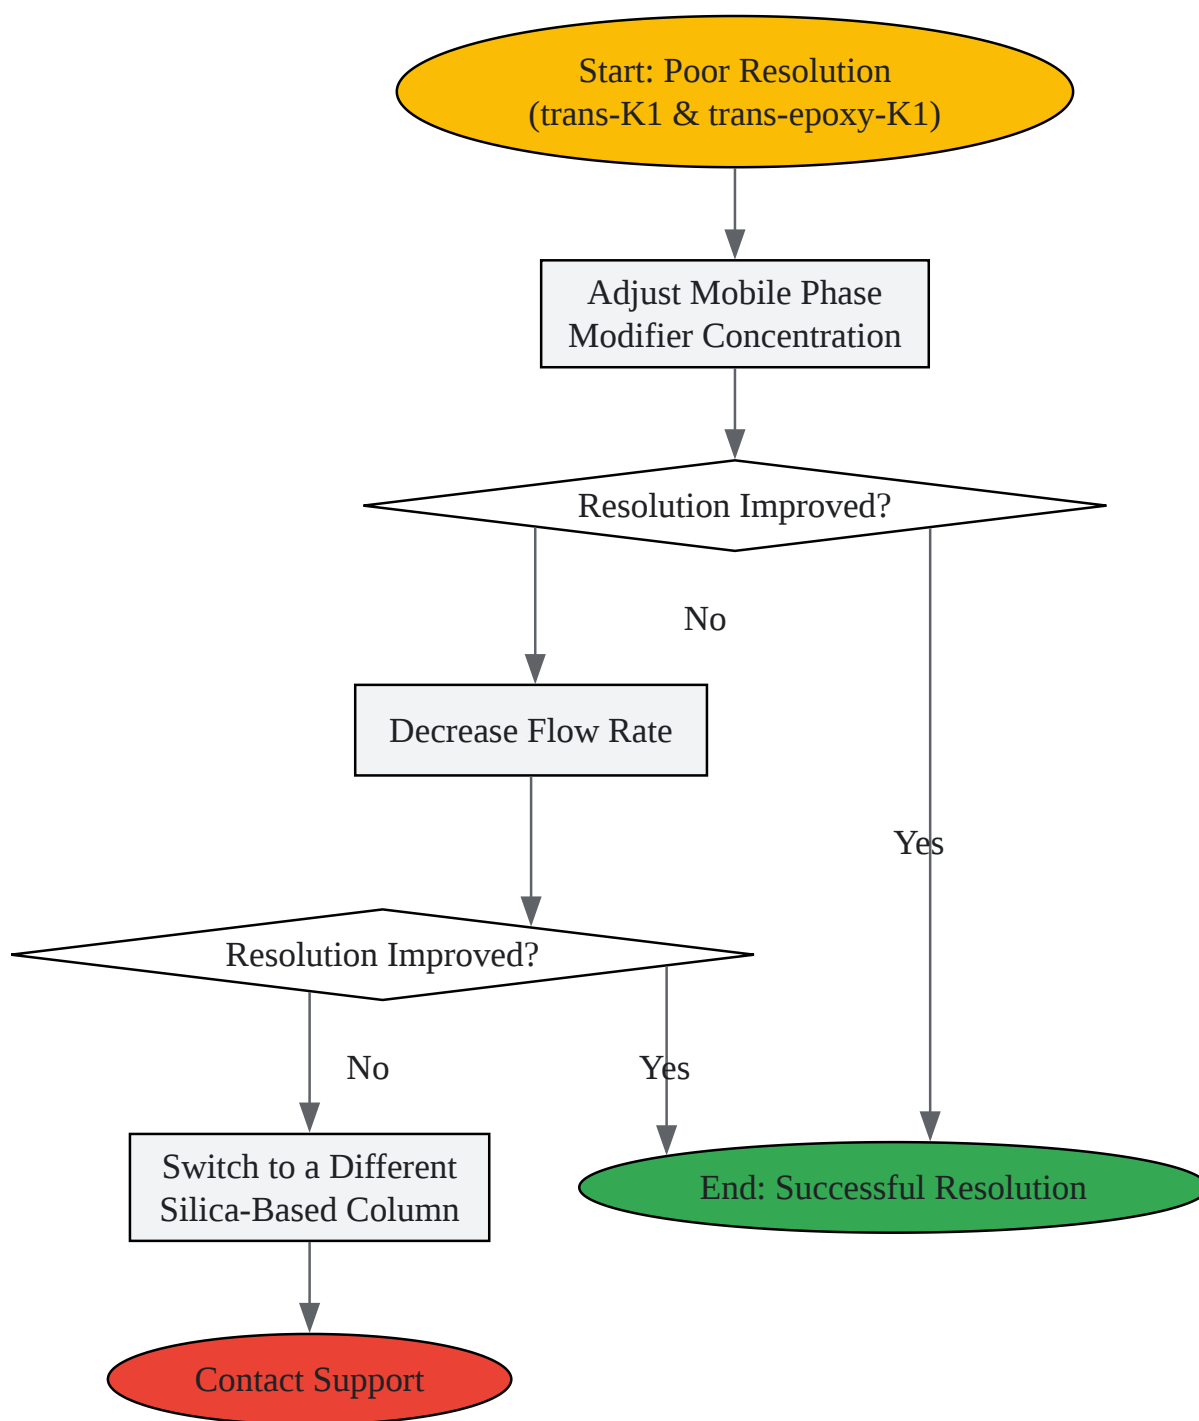 Start: Poor Resolution
(trans-K1 & trans-epoxy-K1)
Adjust Mobile Phase
Modifier Concentration
Resolution Improved?
No
Decrease Flow Rate
Yes
Resolution Improved?
No
Yes
Switch to a Different
Silica-Based Column
End: Successful Resolution
Contact Support